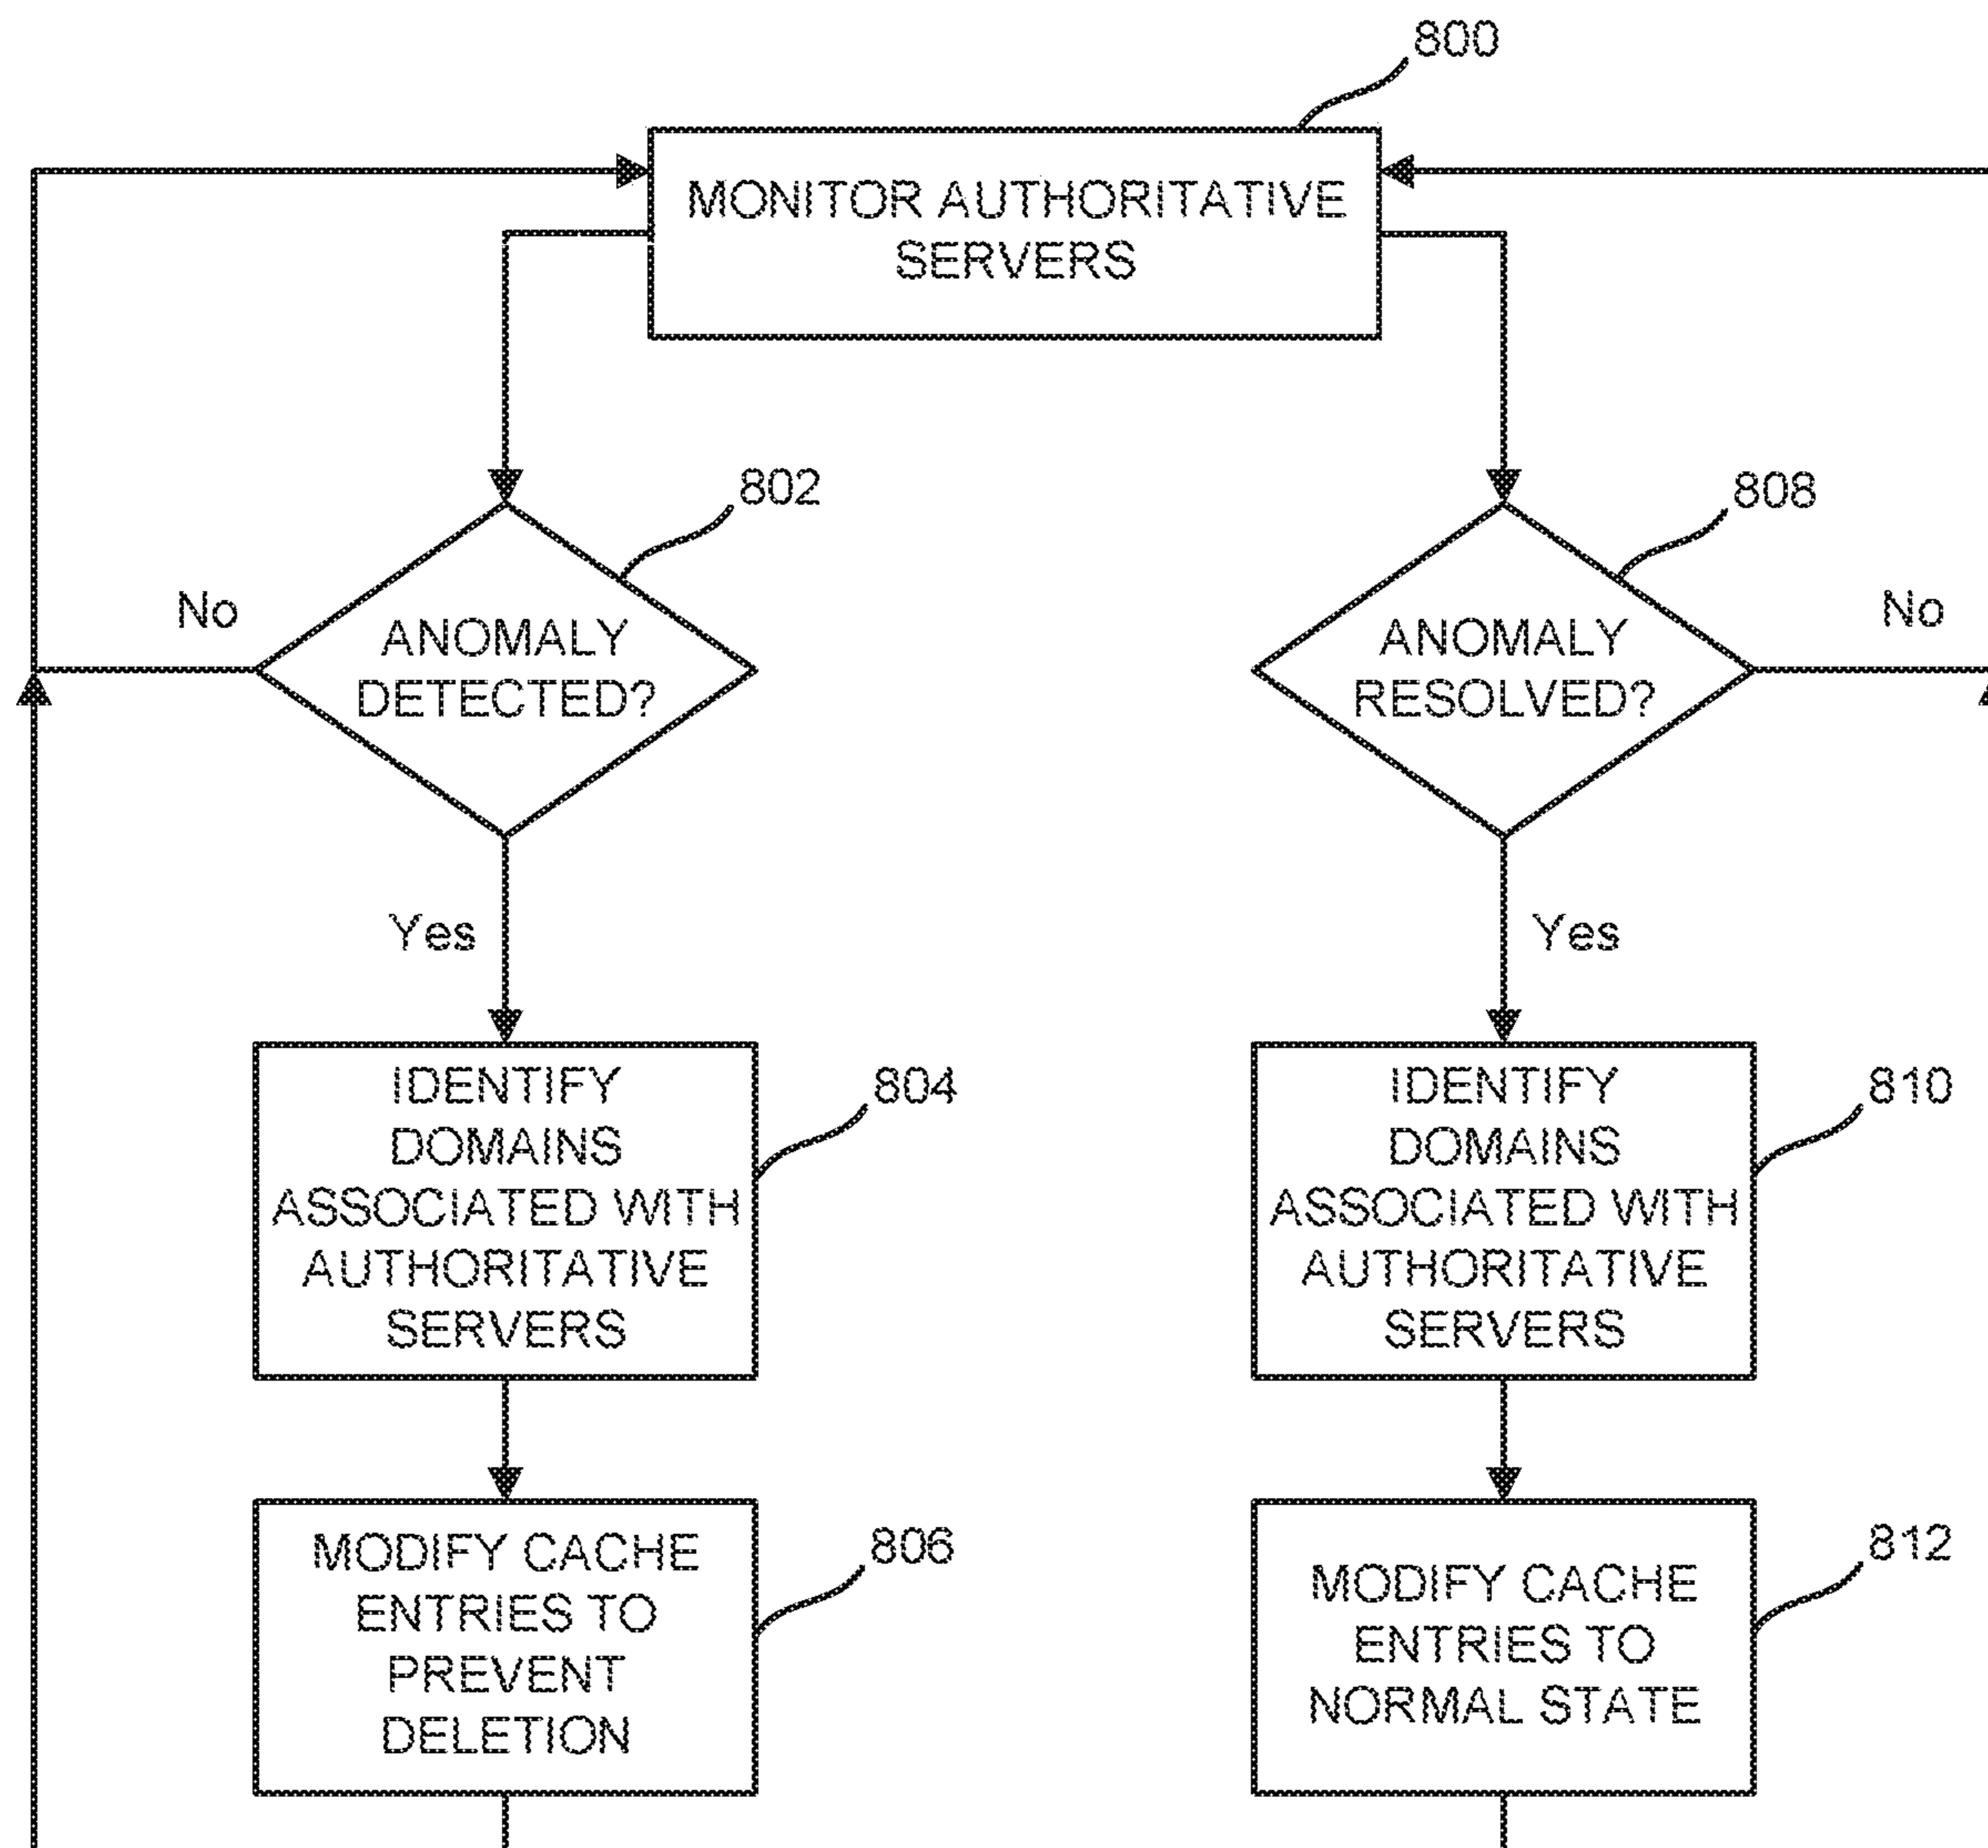 800
MONITOR AUTHORITATIVE
SERVERS
802
No
ANOMALY
DETECTED?
Yes
804
IDENTIFY
DOMAINS
ASSOCIATED WITH
AUTHORITATIVE
SERVERS
806
MODIFY CACHE
ENTRIES TO
PREVENT
DELETION
808
No
ANOMALY
RESOLVED?
Yes
810
IDENTIFY
DOMAINS
ASSOCIATED WITH
AUTHORITATIVE
SERVERS
812
MODIFY CACHE
ENTRIES TO
NORMAL STATE